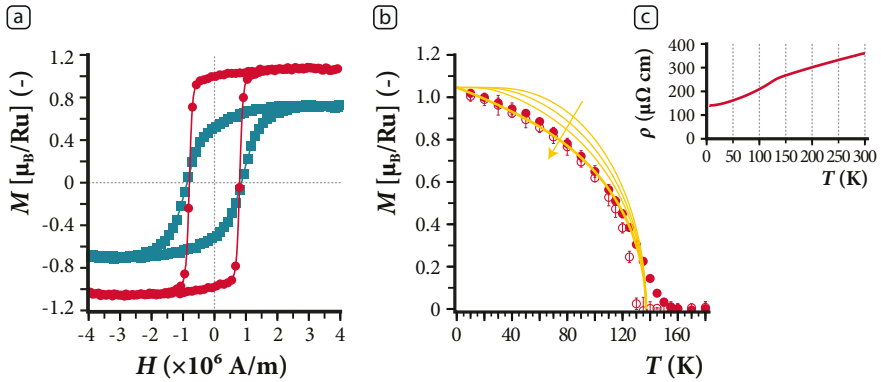 a
M [μB/Ru] (-)
1.2
0.8
0.4
0
-0.4
-0.8
-1.2
-4 -3 -2 -1 0 1 2 3 4
H (×10⁶ A/m)
b
M [μB/Ru] (-)
1.2
1.0
0.8
0.6
0.4
0.2
0
0 40 80 120 160
T (K)
c
ρ (μΩ cm)
400
300
200
100
0
0 50 100 150 200 250 300
T (K)